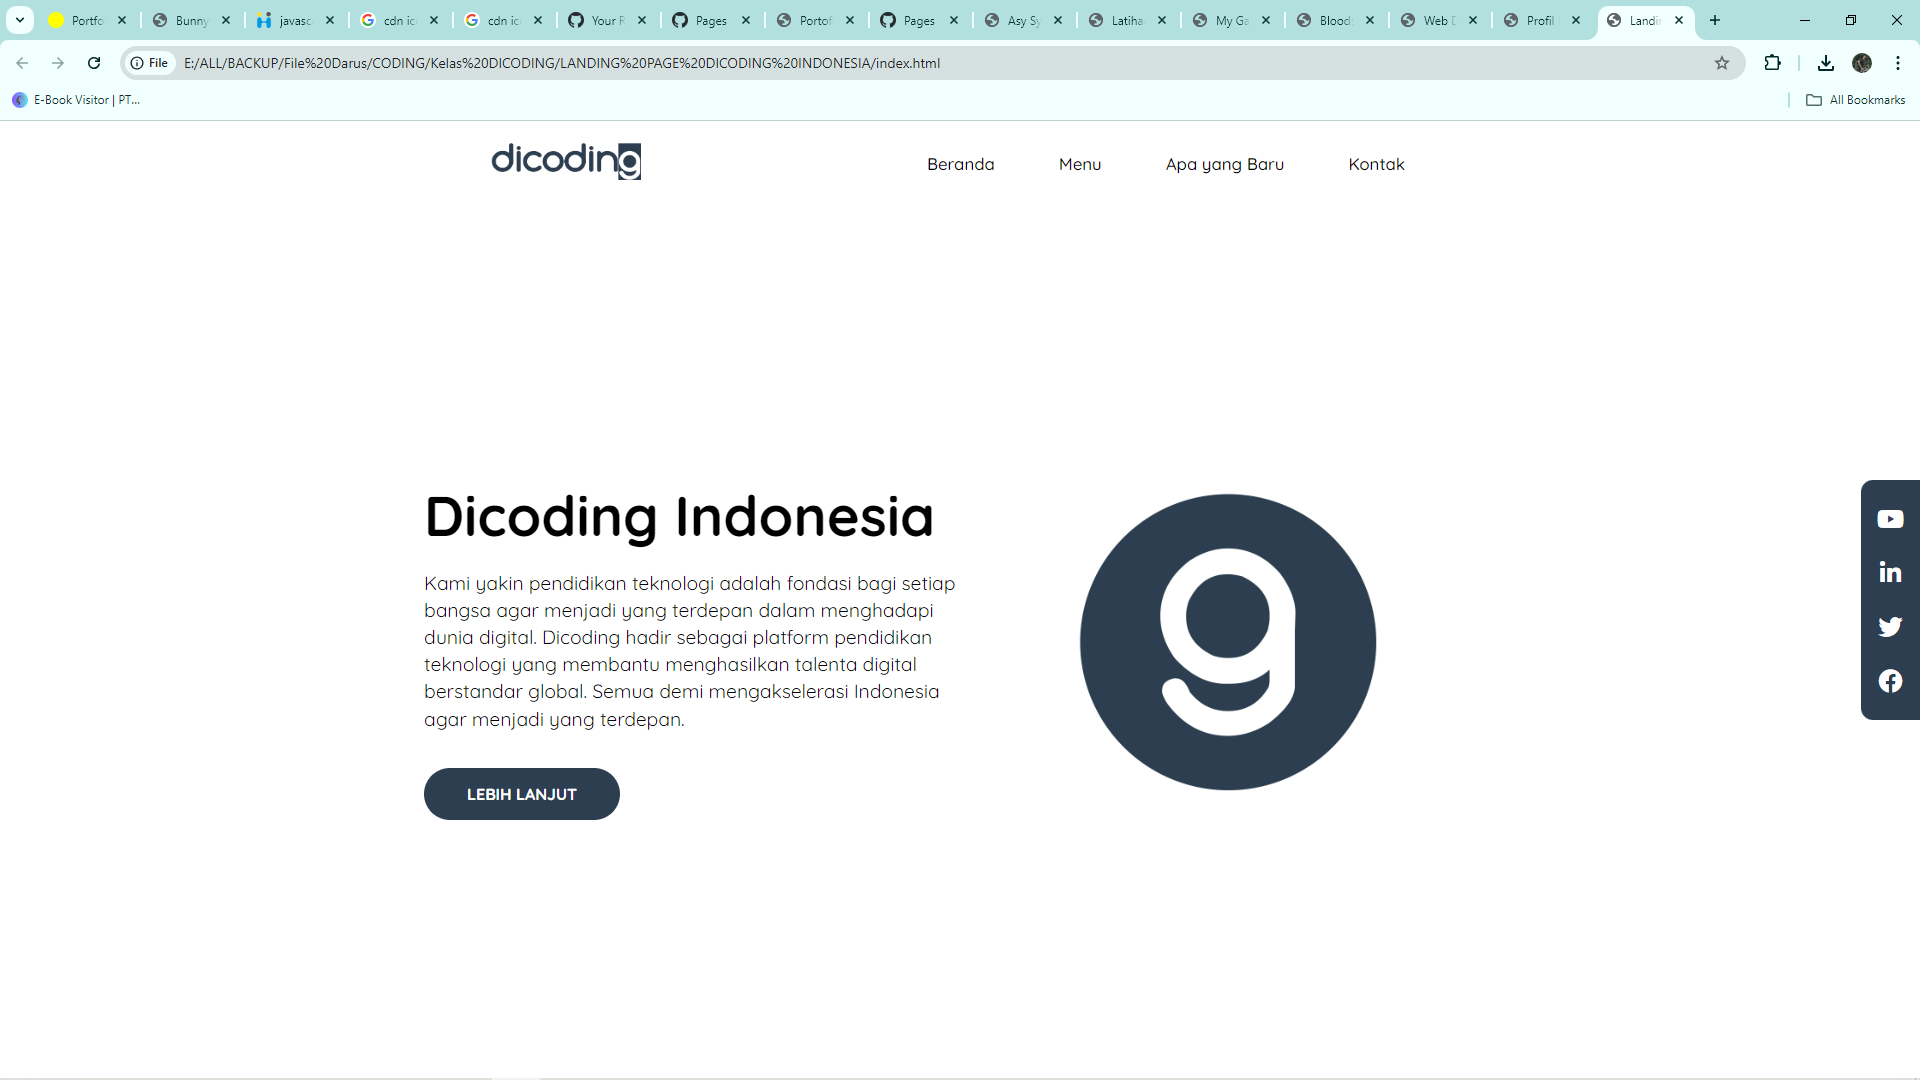 Portfo
Bunny
javasc
cdn ic
cdn ic
Your R
Pages
Portof
Pages
Asy Sy
Latiha
My Ga
Bloods
Web D
Profil
Landin
File
E:/ALL/BACKUP/File%20Darus/CODING/Kelas%20DICODING/LANDING%20PAGE%20DICODING%20INDONESIA/index.html
E-Book Visitor | PT...
All Bookmarks
dicoding
Beranda
Menu
Apa yang Baru
Kontak
Dicoding Indonesia
Kami yakin pendidikan teknologi adalah fondasi bagi setiap
bangsa agar menjadi yang terdepan dalam menghadapi
dunia digital. Dicoding hadir sebagai platform pendidikan
teknologi yang membantu menghasilkan talenta digital
berstandar global. Semua demi mengakselerasi Indonesia
agar menjadi yang terdepan.
LEBIH LANJUT
g
in